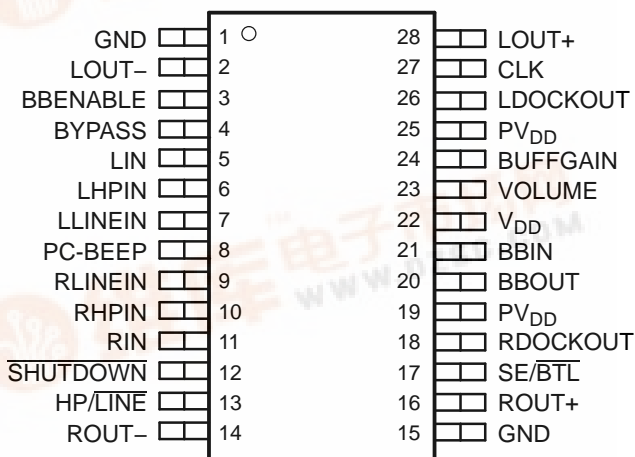 GND 1 28 LOUT+
LOUT− 2 27 CLK
BBENABLE 3 26 LDOCKOUT
BYPASS 4 25 PVDD
LIN 5 24 BUFFGAIN
LHPIN 6 23 VOLUME
LLINEIN 7 22 VDD
PC-BEEP 8 21 BBIN
RLINEIN 9 20 BBOUT
RHPIN 10 19 PVDD
RIN 11 18 RDOCKOUT
SHUTDOWN 12 17 SE/BTL
HP/LINE 13 16 ROUT+
ROUT− 14 15 GND